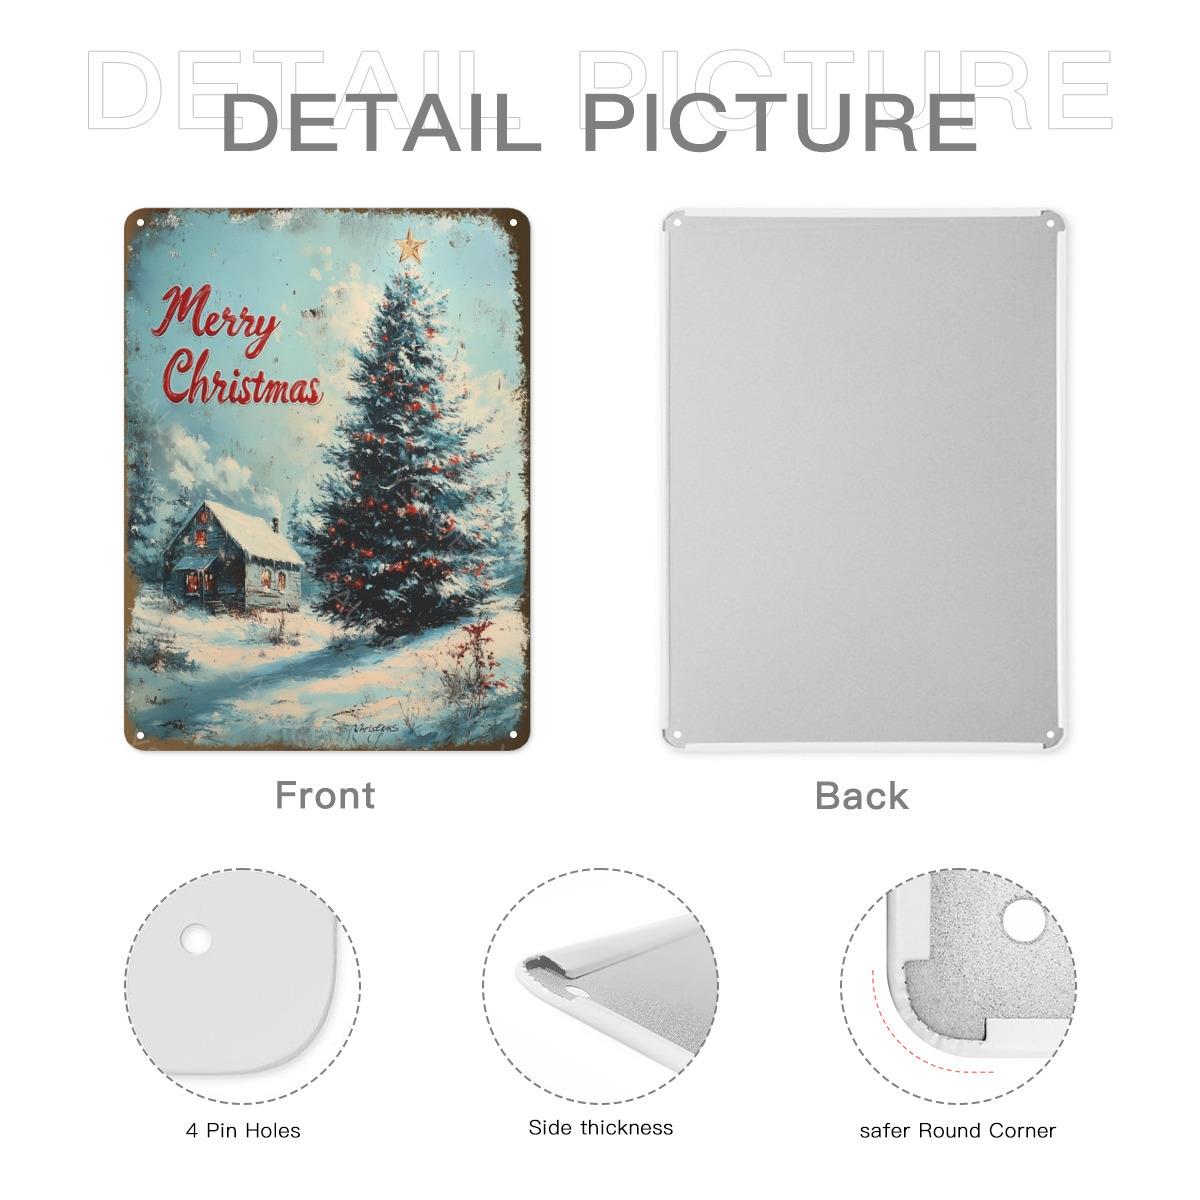 DETAIL PICTURE
DETAIL PICTURE
Merry
Christmas
Front
Back
4 Pin Holes
Side thickness
safer Round Corner